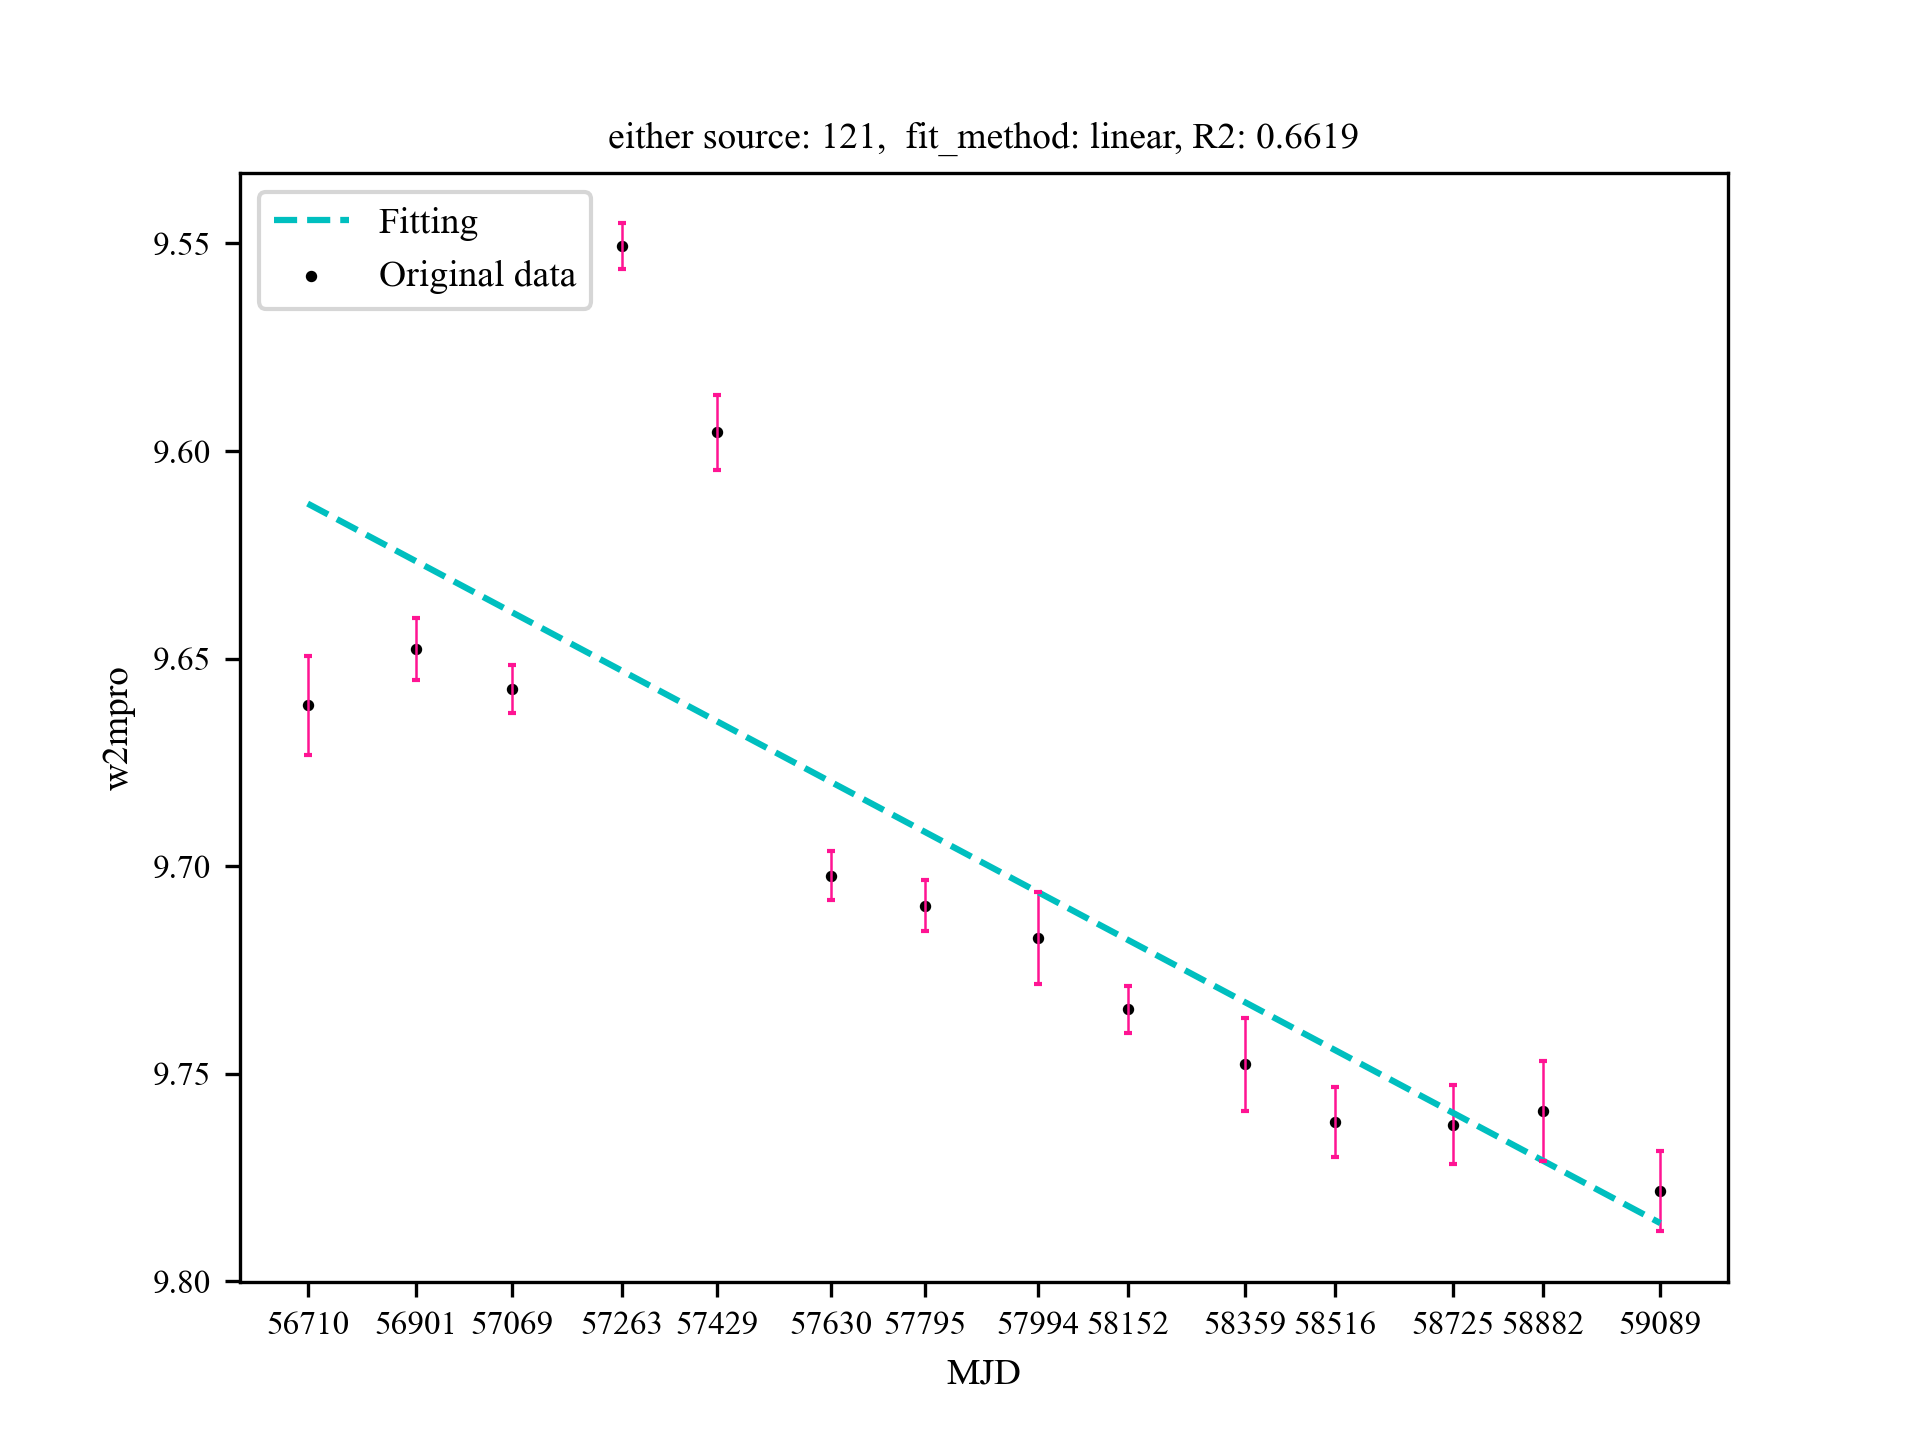 either source: 121,  fit_method: linear, R2: 0.6619
Fitting
Original data
9.55
9.60
9.65
9.70
9.75
9.80
w2mpro
56710 56901 57069 57263 57429 57630 57795 57994 58152 58359 58516 58725 58882 59089
MJD